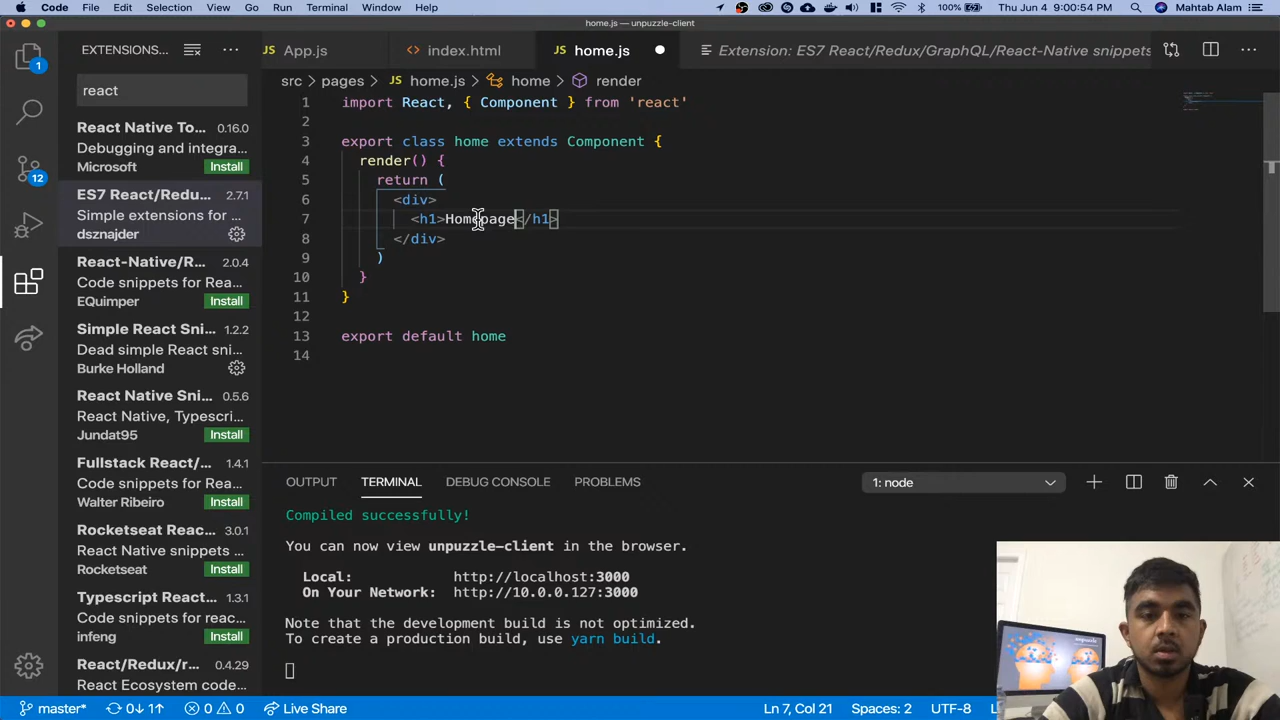 Code File Edit Selection View Go Run Terminal Window Help 100% Thu Jun 4 9:00:54 PM Mahtab Alam
home.js — unpuzzle-client
EXTENSIONS... App.js index.html home.js Extension: ES7 React/Redux/GraphQL/React-Native snippets
src > pages > JS home.js > home > render
react
1 import React, { Component } from 'react'
2
3 export class home extends Component {
4 render() {
5 return (
6 <div>
7 <h1>Homepage</h1>
8 </div>
9 )
10 }
11 }
12
13 export default home
14
React Native To... 0.16.0
Debugging and integra...
Microsoft Install
ES7 React/Redu... 2.7.1
Simple extensions for ...
dsznajder
React-Native/R... 2.0.4
Code snippets for Rea...
EQuimper Install
Simple React Sni... 1.2.2
Dead simple React sni...
Burke Holland
React Native Sni... 0.5.6
React Native, Typescri...
Jundat95 Install
Fullstack React/... 1.4.1
Code snippets for Rea...
Walter Ribeiro Install
Rocketseat Reac... 3.0.1
React Native snippets ...
Rocketseat Install
Typescript React... 1.3.1
Code snippets for reac...
infeng Install
React/Redux/r... 0.4.29
React Ecosystem code...
1
12
OUTPUT TERMINAL DEBUG CONSOLE PROBLEMS 1: node
Compiled successfully!
You can now view unpuzzle-client in the browser.
Local: http://localhost:3000
On Your Network: http://10.0.0.127:3000
Note that the development build is not optimized.
To create a production build, use yarn build.
unpuzzle
master* 0↓ 1↑ 0 0 Live Share Ln 7, Col 21 Spaces: 2 UTF-8